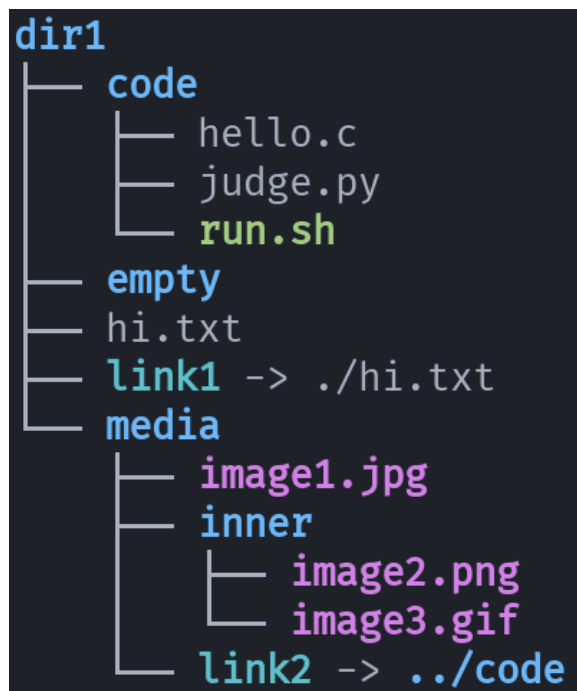 dir1
├── code
│   ├── hello.c
│   ├── judge.py
│   └── run.sh
├── empty
├── hi.txt
├── link1 -> ./hi.txt
└── media
    ├── image1.jpg
    ├── inner
    │   ├── image2.png
    │   └── image3.gif
    └── link2 -> ../code